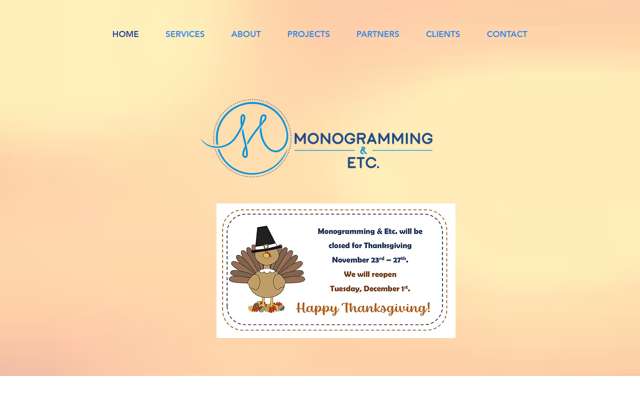 HOME SERVICES ABOUT PROJECTS PARTNERS CLIENTS CONTACT
M
MONOGRAMMING
&
ETC.
Monogramming & Etc. will be
closed for Thanksgiving
November 23rd – 27th.
We will reopen
Tuesday, December 1st.
Happy Thanksgiving!